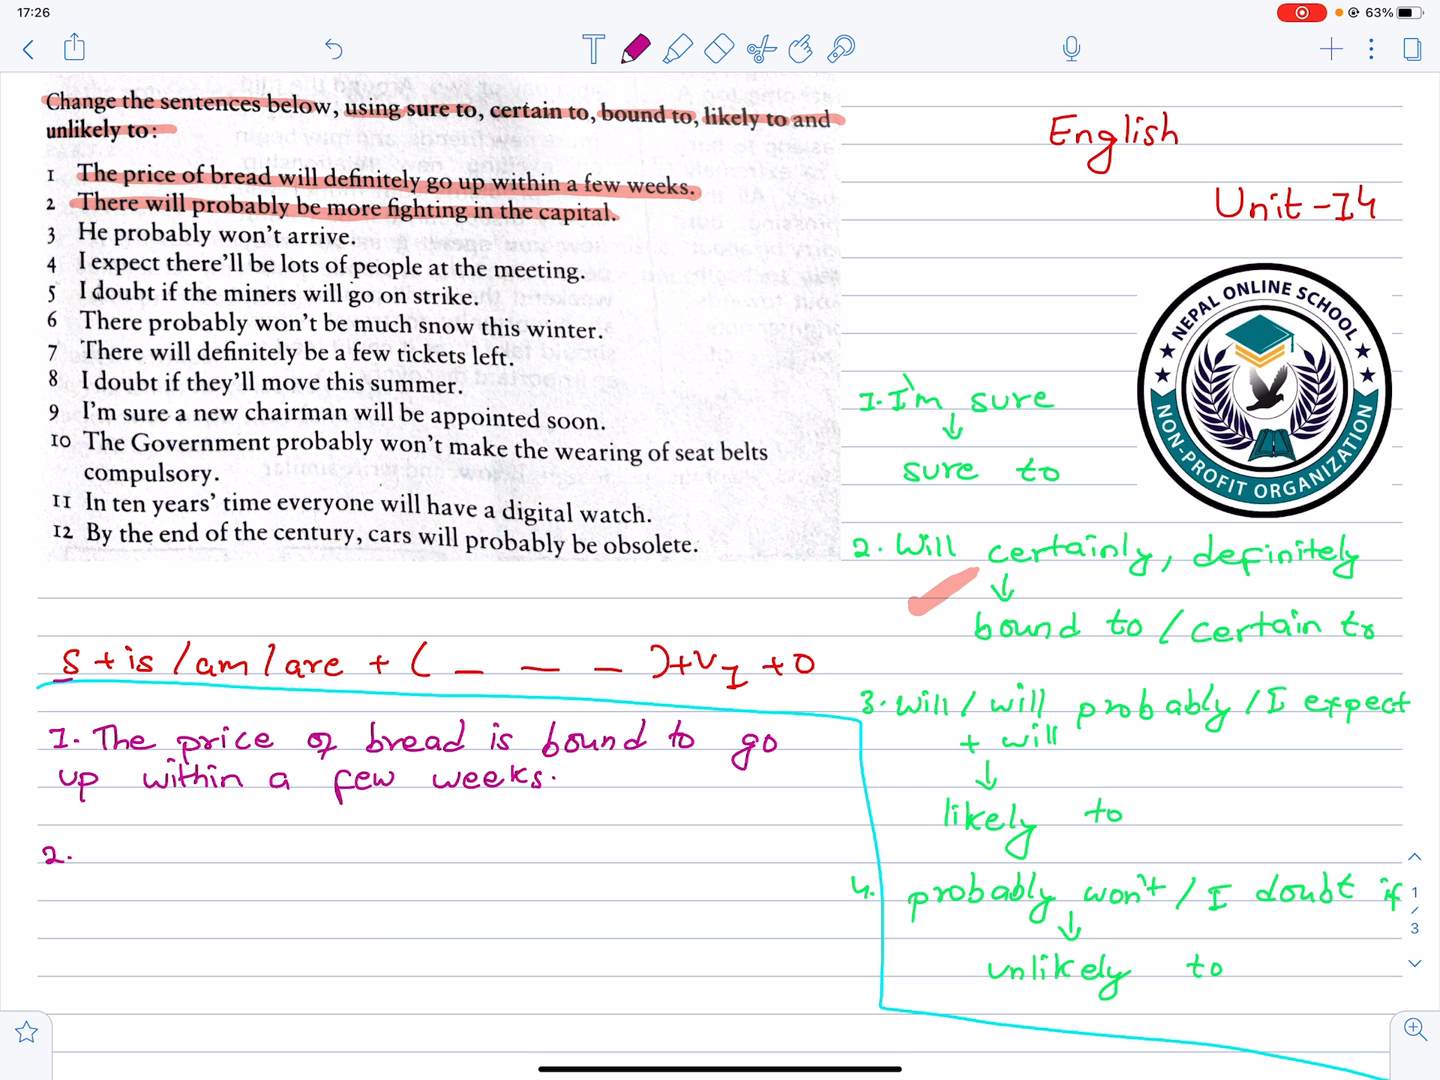 17:26
63%
Change the sentences below, using sure to, certain to, bound to, likely to and
unlikely to:
1 The price of bread will definitely go up within a few weeks.
2 There will probably be more fighting in the capital.
3 He probably won't arrive.
4 I expect there'll be lots of people at the meeting.
5 I doubt if the miners will go on strike.
6 There probably won't be much snow this winter.
7 There will definitely be a few tickets left.
8 I doubt if they'll move this summer.
9 I'm sure a new chairman will be appointed soon.
10 The Government probably won't make the wearing of seat belts
compulsory.
11 In ten years' time everyone will have a digital watch.
12 By the end of the century, cars will probably be obsolete.
English
Unit-14
NEPAL ONLINE SCHOOL
NON-PROFIT ORGANIZATION
1. I'm sure
↓
sure to
2. Will certainly, definitely
↓
bound to / certain to
3. Will / will probably / I expect
+ will
↓
likely to
4. probably won't / I doubt if
↓
unlikely to
S + is / am / are + ( _ _ _ ) + V1 + O
1. The price of bread is bound to go
up within a few weeks.
2.
1
/
3